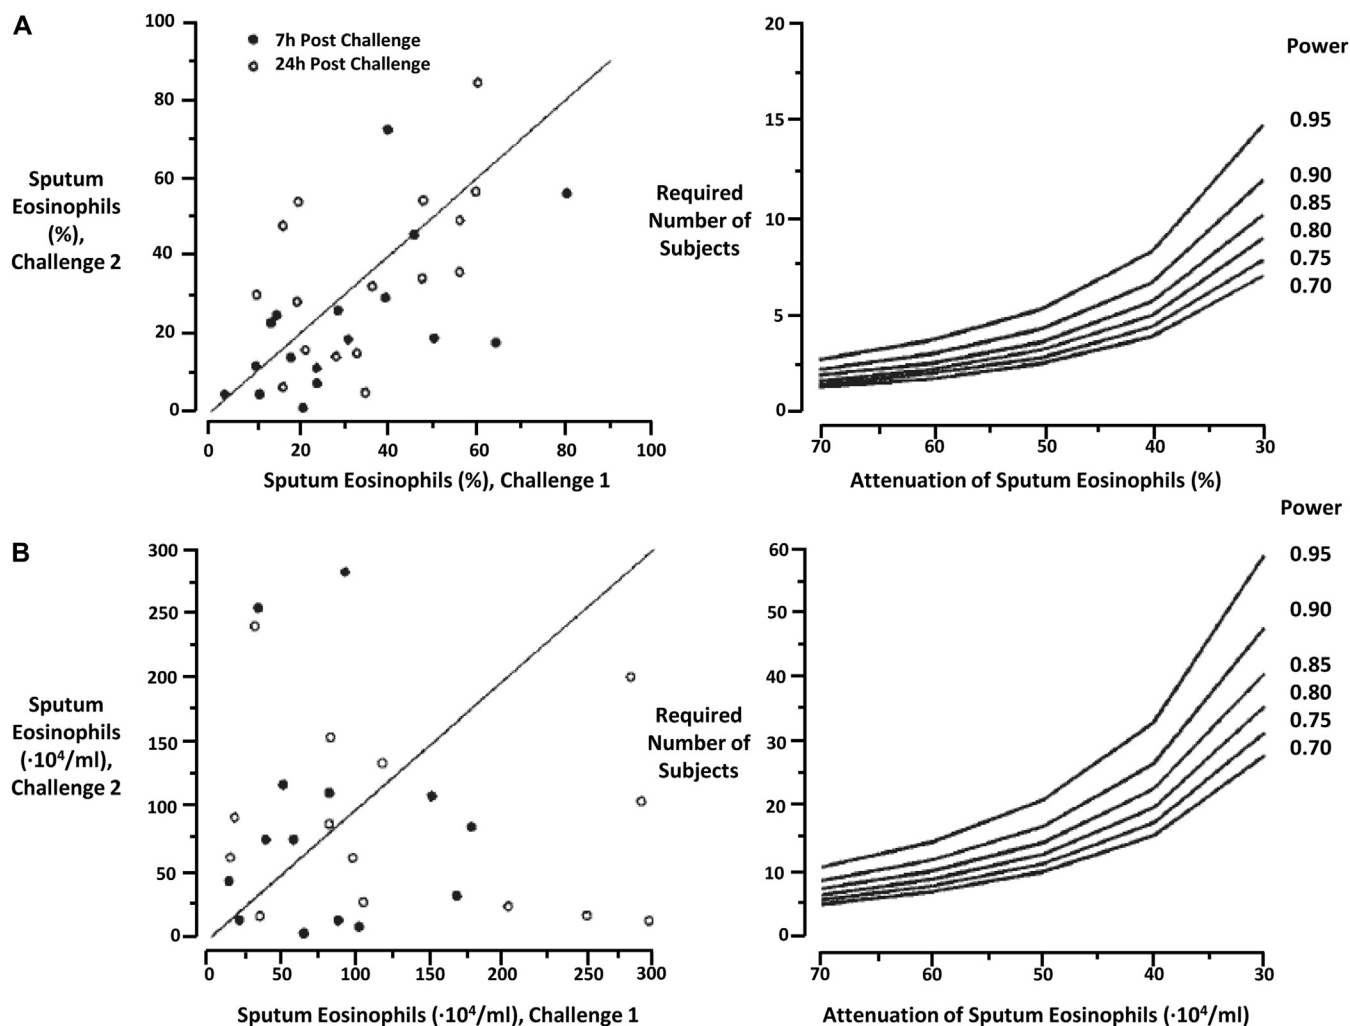 A
100
80
60
40
20
0
7h Post Challenge
24h Post Challenge
Sputum
Eosinophils
(%),
Challenge 2
0 20 40 60 80 100
Sputum Eosinophils (%), Challenge 1
20
15
10
5
0
Required
Number of
Subjects
Power
0.95
0.90
0.85
0.80
0.75
0.70
70 60 50 40 30
Attenuation of Sputum Eosinophils (%)
B
300
250
200
150
100
50
0
Sputum
Eosinophils
(·10⁴/ml),
Challenge 2
0 50 100 150 200 250 300
Sputum Eosinophils (·10⁴/ml), Challenge 1
60
50
40
30
20
10
0
Required
Number of
Subjects
Power
0.95
0.90
0.85
0.80
0.75
0.70
70 60 50 40 30
Attenuation of Sputum Eosinophils (·10⁴/ml)